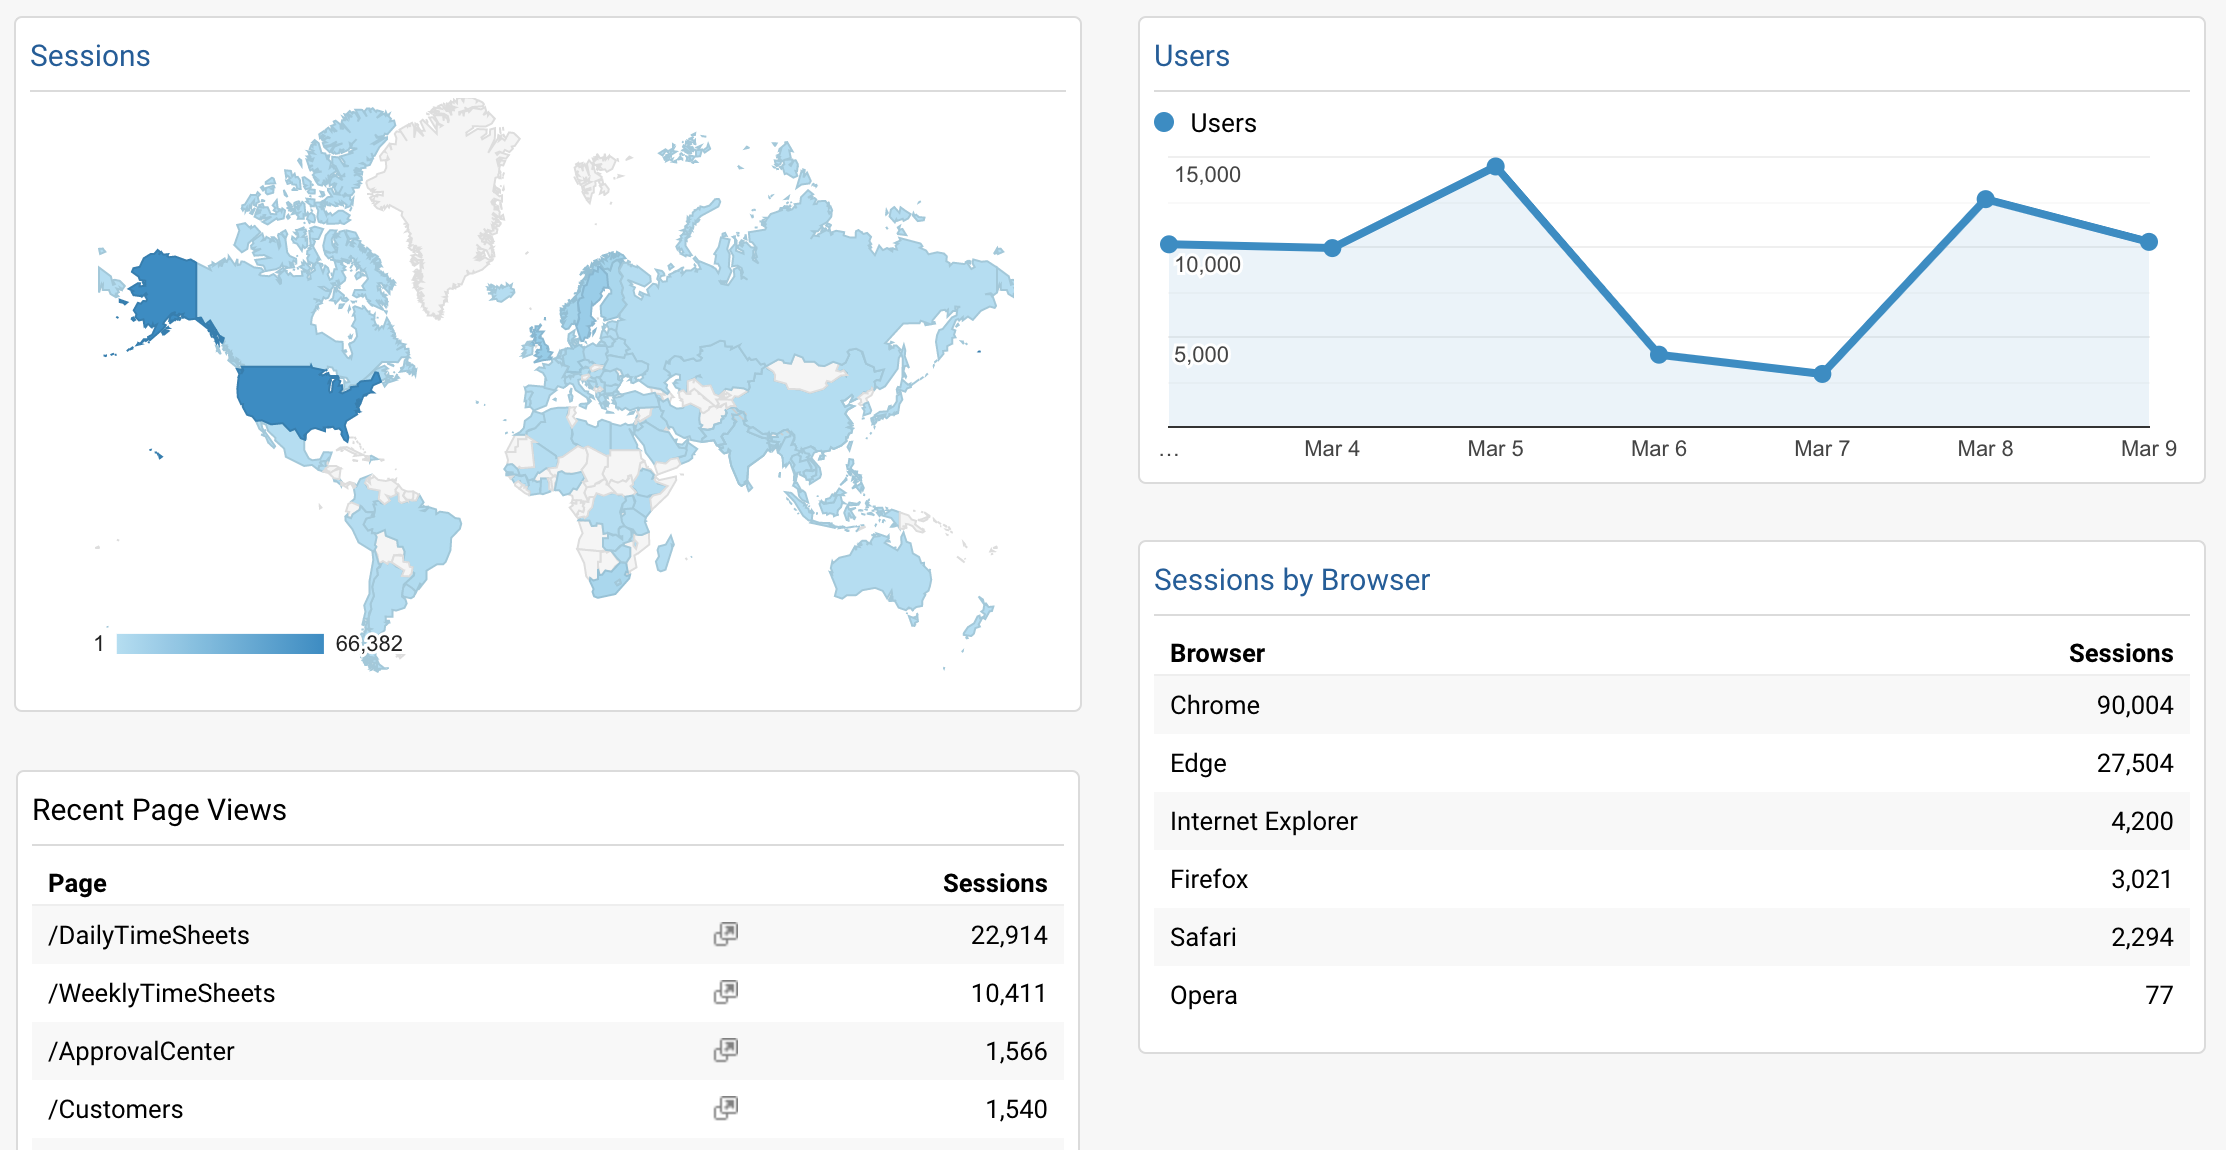 Sessions
1 66,382
Recent Page Views
Page Sessions
/DailyTimeSheets 22,914
/WeeklyTimeSheets 10,411
/ApprovalCenter 1,566
/Customers 1,540
Users
Users
15,000
10,000
5,000
... Mar 4 Mar 5 Mar 6 Mar 7 Mar 8 Mar 9
Sessions by Browser
Browser Sessions
Chrome 90,004
Edge 27,504
Internet Explorer 4,200
Firefox 3,021
Safari 2,294
Opera 77